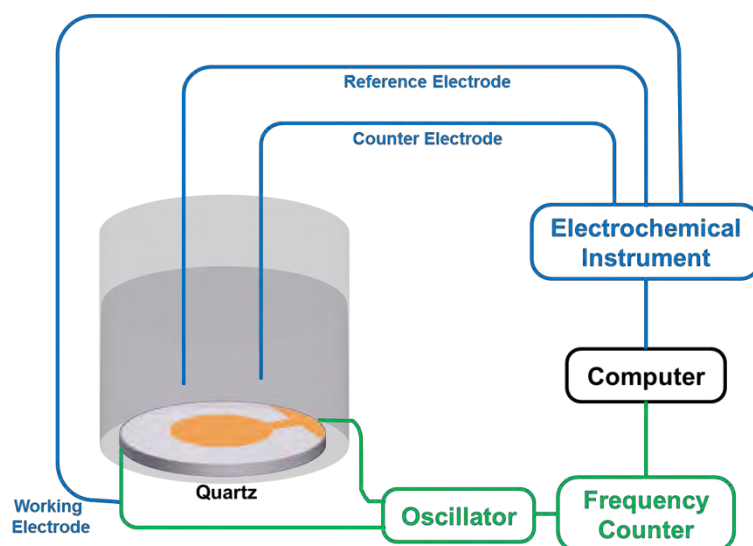 Reference Electrode
Counter Electrode
Electrochemical
Instrument
Computer
Quartz
Working
Electrode
Oscillator
Frequency
Counter